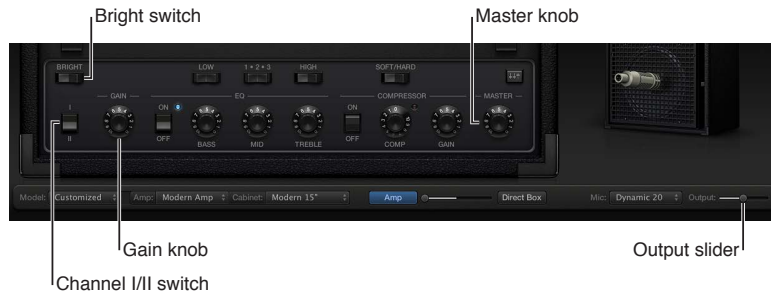 Bright switch
Master knob
BRIGHT
LOW
1 • 2 • 3
HIGH
SOFT/HARD
GAIN
EQ
COMPRESSOR
MASTER
I
ON
ON
II
OFF
BASS
MID
TREBLE
OFF
COMP
GAIN
Model: Customized Amp: Modern Amp Cabinet: Modern 15" Amp Direct Box Mic: Dynamic 20 Output:
Gain knob
Output slider
Channel I/II switch